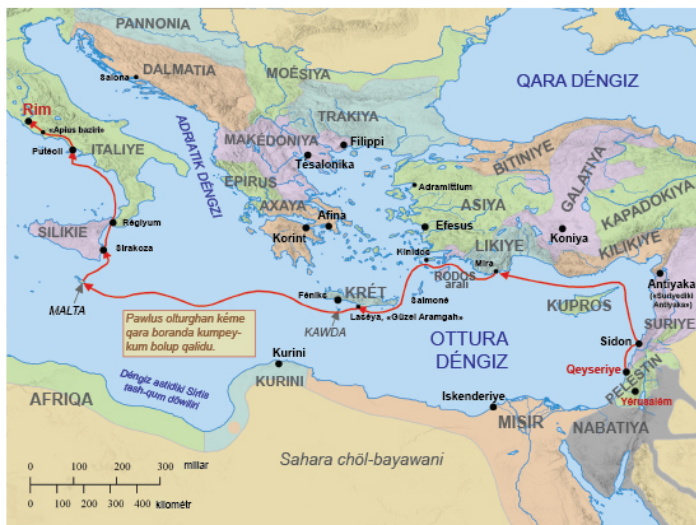 PANNONIA
Salona
DALMATIA
MOÉSIYA
QARA DÉNGIZ
Rim
«Apius baziri»
ITALIYE
Putéoli
ADRIATIK DÉNGZI
TRAKIYA
MAKÉDONIYA
Filippi
Tésalonika
ÉPIRUS
BITINIYE
GALATIYA
Adramittium
ASIYA
KAPADOKIYA
AXAYA
Afina
Korint
Efesus
Koniya
KILIKIYE
LIKIYE
SILIKIE
Régiyum
Sirakoza
Kinidos
Mira
RODOS
arali
Antiyaka
(«Suriyediki
Antiyaka»)
MALTA
Féniks
KRÉT
Salmoné
KUPROS
SURIYE
Pawlus olturghan kéme
qara boranda kumpey-
kum bolup qalidu.
KAWDA
Laséya, «Güzel Aramgah»
OTTURA
DÉNGIZ
Sidon
Qeyseriye
PELESTIN
Yérusalém
Kurini
KURINI
Déngiz astidiki Sirtis
tash-qum döwiliri
AFRIQA
Iskenderiye
MISIR
NABATIYA
Sahara chöl-bayawani
0 100 200 300 millar
0 100 200 300 400 kilométr